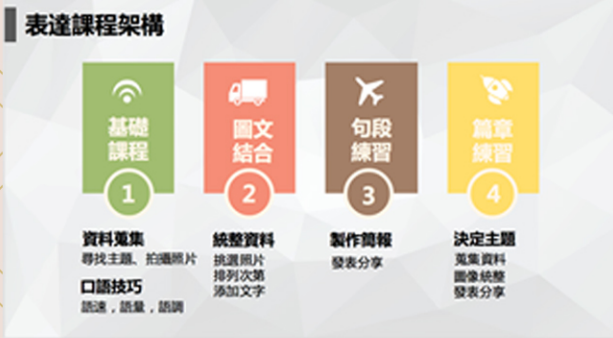 表達課程架構
基礎
課程
1
圖文
結合
2
句段
練習
3
篇章
練習
4
資料蒐集
尋找主題、拍攝照片
口語技巧
語速，語量，語調
統整資料
挑選照片
排列次第
添加文字
製作簡報
發表分享
決定主題
蒐集資料
圖像統整
發表分享